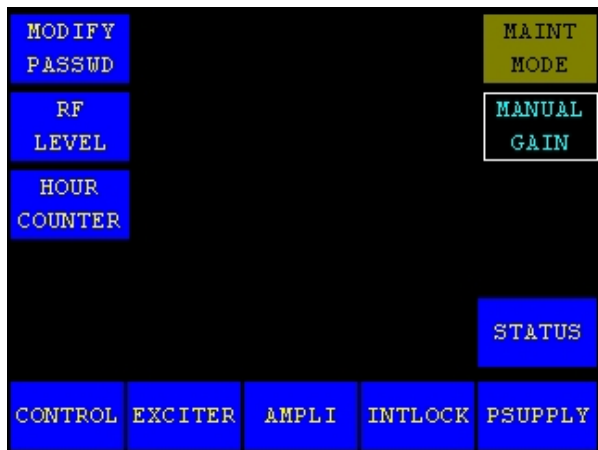 MODIFY
PASSWD
MAINT
MODE
RF
LEVEL
MANUAL
GAIN
HOUR
COUNTER
STATUS
CONTROL
EXCITER
AMPLI
INTLOCK
PSUPPLY